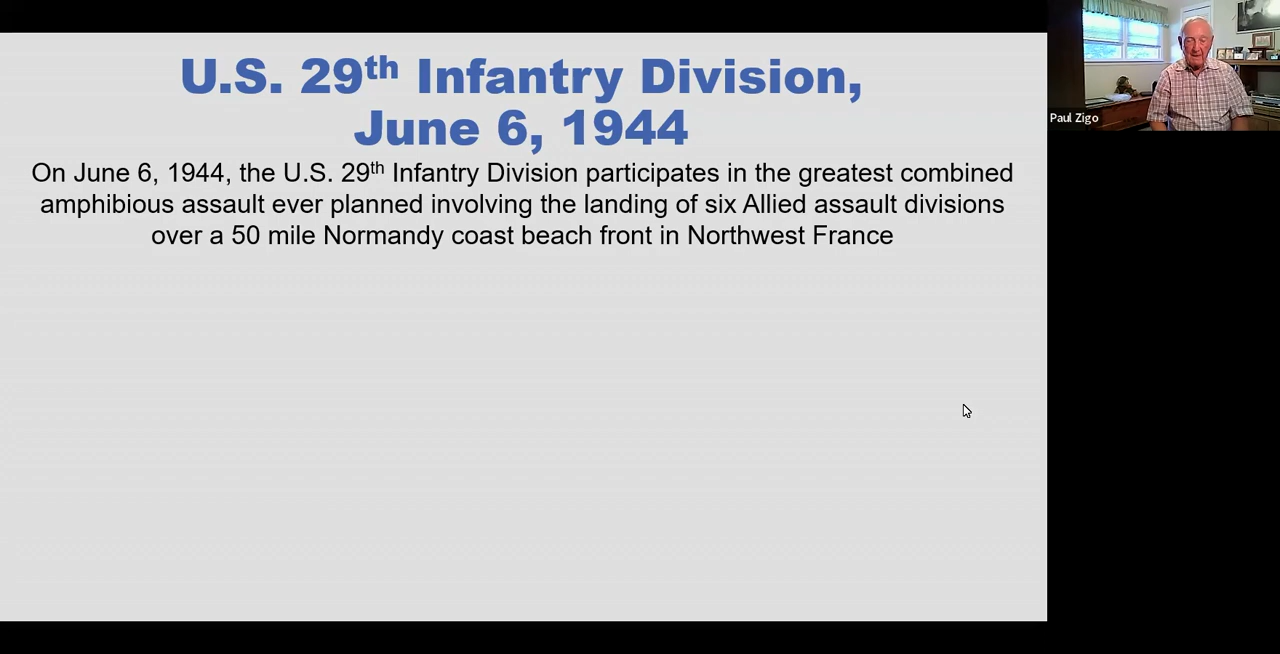 U.S. 29th Infantry Division,
June 6, 1944
On June 6, 1944, the U.S. 29th Infantry Division participates in the greatest combined
amphibious assault ever planned involving the landing of six Allied assault divisions
over a 50 mile Normandy coast beach front in Northwest France
Paul Zigo